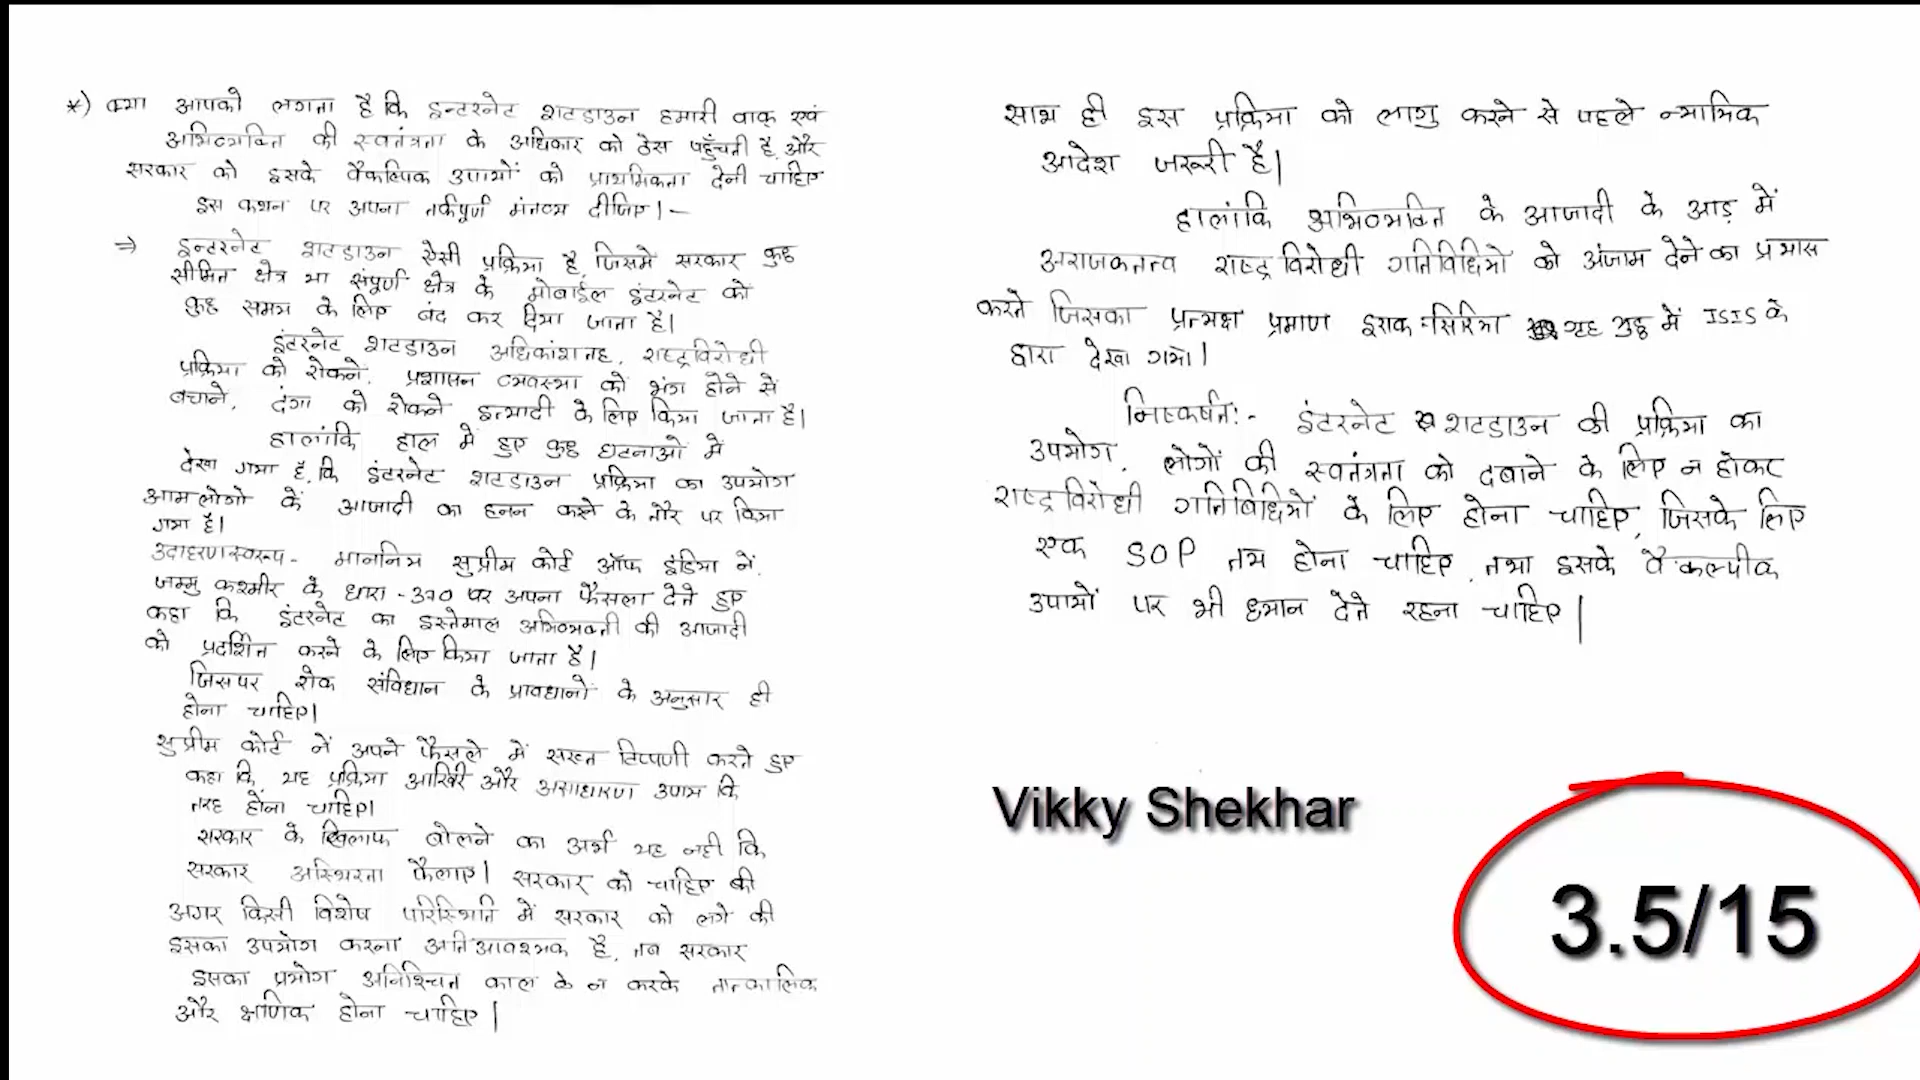 *) क्या आपको लगता है कि इन्टरनेट शटडाउन हमारी वाक् एवं
अभिव्यक्ति की स्वतंत्रता के अधिकार को ठेस पहुँचती है, और
सरकार को इसके वैकल्पिक उपायों को प्राथमिकता देनी चाहिए
इस कथन पर अपना तर्कपूर्ण मंतव्य दीजिए। -
⇒ इन्टरनेट शटडाउन ऐसी प्रक्रिया है, जिसमें सरकार कुछ
सीमित क्षेत्र या संपूर्ण क्षेत्र के मोबाईल इंटरनेट को
कुछ समय के लिए बंद कर दिया जाता है।
इंटरनेट शटडाउन अधिकांशतह, राष्ट्रविरोधी
प्रक्रिया को रोकने, प्रशासन व्यवस्था को भंग होने से
बचाने, दंगा को रोकने इत्यादी के लिए किया जाता है।
हालांकि हाल में हुए कुछ घटनाओं में
देखा गया है, कि इंटरनेट शटडाउन प्रक्रिया का उपयोग
आम लोगो के आजादी का हनन करने के तौर पर किया
गया है।
उदाहरणस्वरूप - माननिय सुप्रीम कोर्ट ऑफ इंडिया नें,
जम्मु कश्मीर के धारा - 370 पर अपना फैसला देते हुए
कहा कि इंटरनेट का इस्तेमाल अभिव्यक्ती की आजादी
को प्रदर्शित करने के लिए किया जाता है।
जिसपर रोक संविधान के प्रावधानों के अनुसार ही
होना चाहिए।
सुप्रीम कोर्ट नें अपने फैसले में सख्त टिप्पणी करते हुए
कहा कि, यह प्रक्रिया आखिरी और असाधारण उपाय कि
तरह होना चाहिए।
सरकार के खिलाफ बोलने का अर्थ यह नही कि
सरकार अस्थिरता फैलाए। सरकार को चाहिए की
अगर किसी विशेष परिस्थिति में सरकार को लगे की
इसका उपयोग करना अतिआवश्यक है, तब सरकार
इसका प्रयोग अनिश्चित काल के न करके तात्कालिक
और क्षणिक होना चाहिए।
साथ ही इस प्रक्रिया को लागु करने से पहले न्यायिक
आदेश जरूरी है।
हालांकि अभिव्यक्ति के आजादी के आड़ में
अराजकतत्व राष्ट्रविरोधी गतिविधियो को अंजाम देने का प्रयास
करते जिसका प्रत्यक्ष प्रमाण इराक-सिरिया गृह युद्ध में ISIS के
द्वारा देखा गया।
निष्कर्षत:- इंटरनेट शटडाउन की प्रक्रिया का
उपयोग, लोगों की स्वतंत्रता को दबाने के लिए न होकर
राष्ट्रविरोधी गतिविधियों के लिए होना चाहिए, जिसके लिए
एक SOP तय होना चाहिए, तथा इसके वैकल्पीक
उपायों पर भी ध्यान देते रहना चाहिए।
Vikky Shekhar
3.5/15